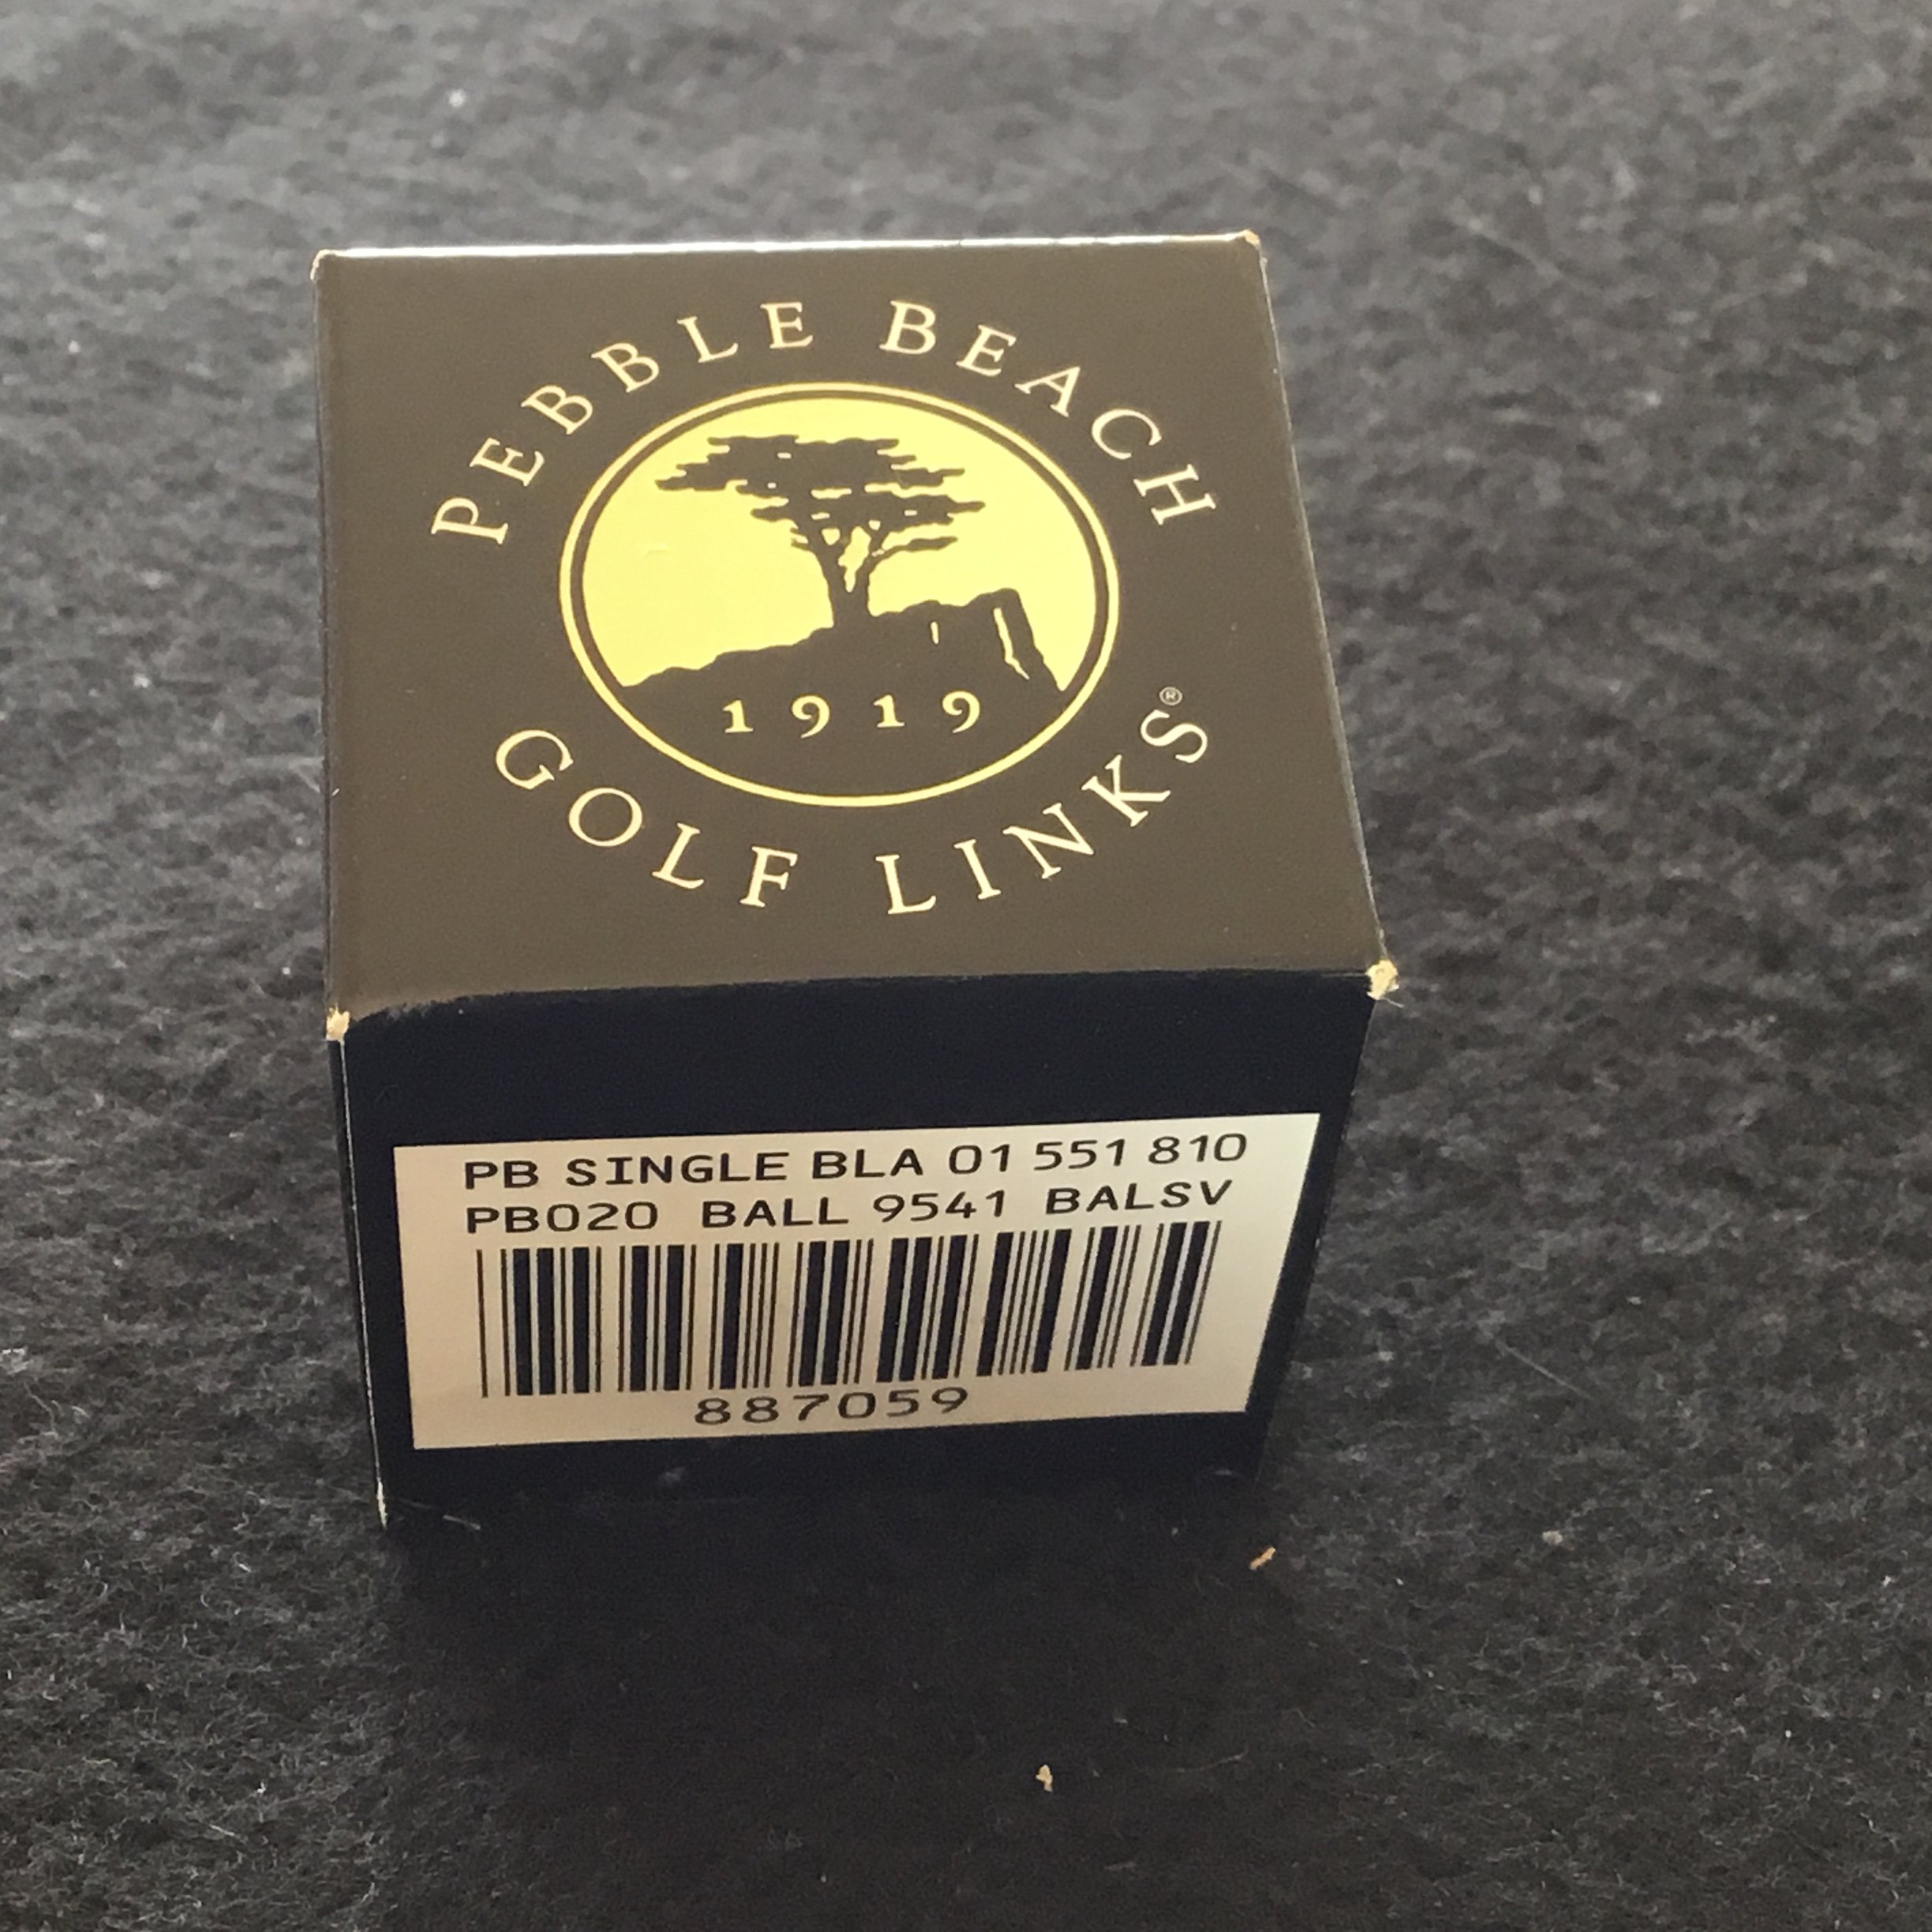 PEBBLE BEACH
1919
GOLF LINKS®
PB SINGLE BLA 01 551 810
PB020 BALL 9541 BALSV
887059